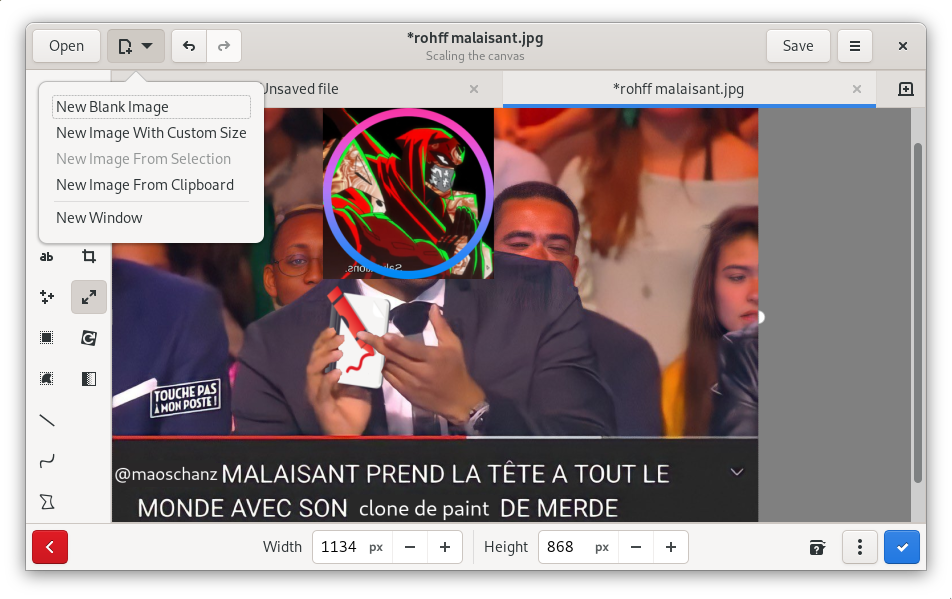 Open
*rohff malaisant.jpg
Scaling the canvas
Save
Unsaved file
*rohff malaisant.jpg
New Blank Image
New Image With Custom Size
New Image From Selection
New Image From Clipboard
New Window
ab
TOUCHE PAS
À MON POSTE !
@maoschanz MALAISANT PREND LA TÊTE A TOUT LE
MONDE AVEC SON clone de paint DE MERDE
Width 1134 px
Height 868 px